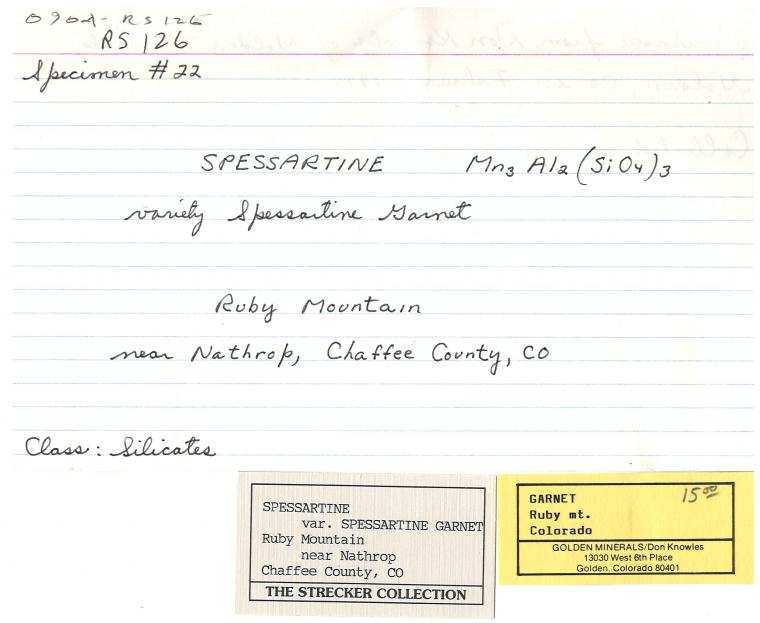 090A- RS 126
RS 126
Specimen #22
SPESSARTINE Mn3 Al2 (SiO4)3
variety Spessartine Garnet
Ruby Mountain
near Nathrop, Chaffee County, CO
Class: Silicates
SPESSARTINE
var. SPESSARTINE GARNET
Ruby Mountain
near Nathrop
Chaffee County, CO
THE STRECKER COLLECTION
GARNET 15.00
Ruby mt.
Colorado
GOLDEN MINERALS/Don Knowles
13030 West 6th Place
Golden, Colorado 80401